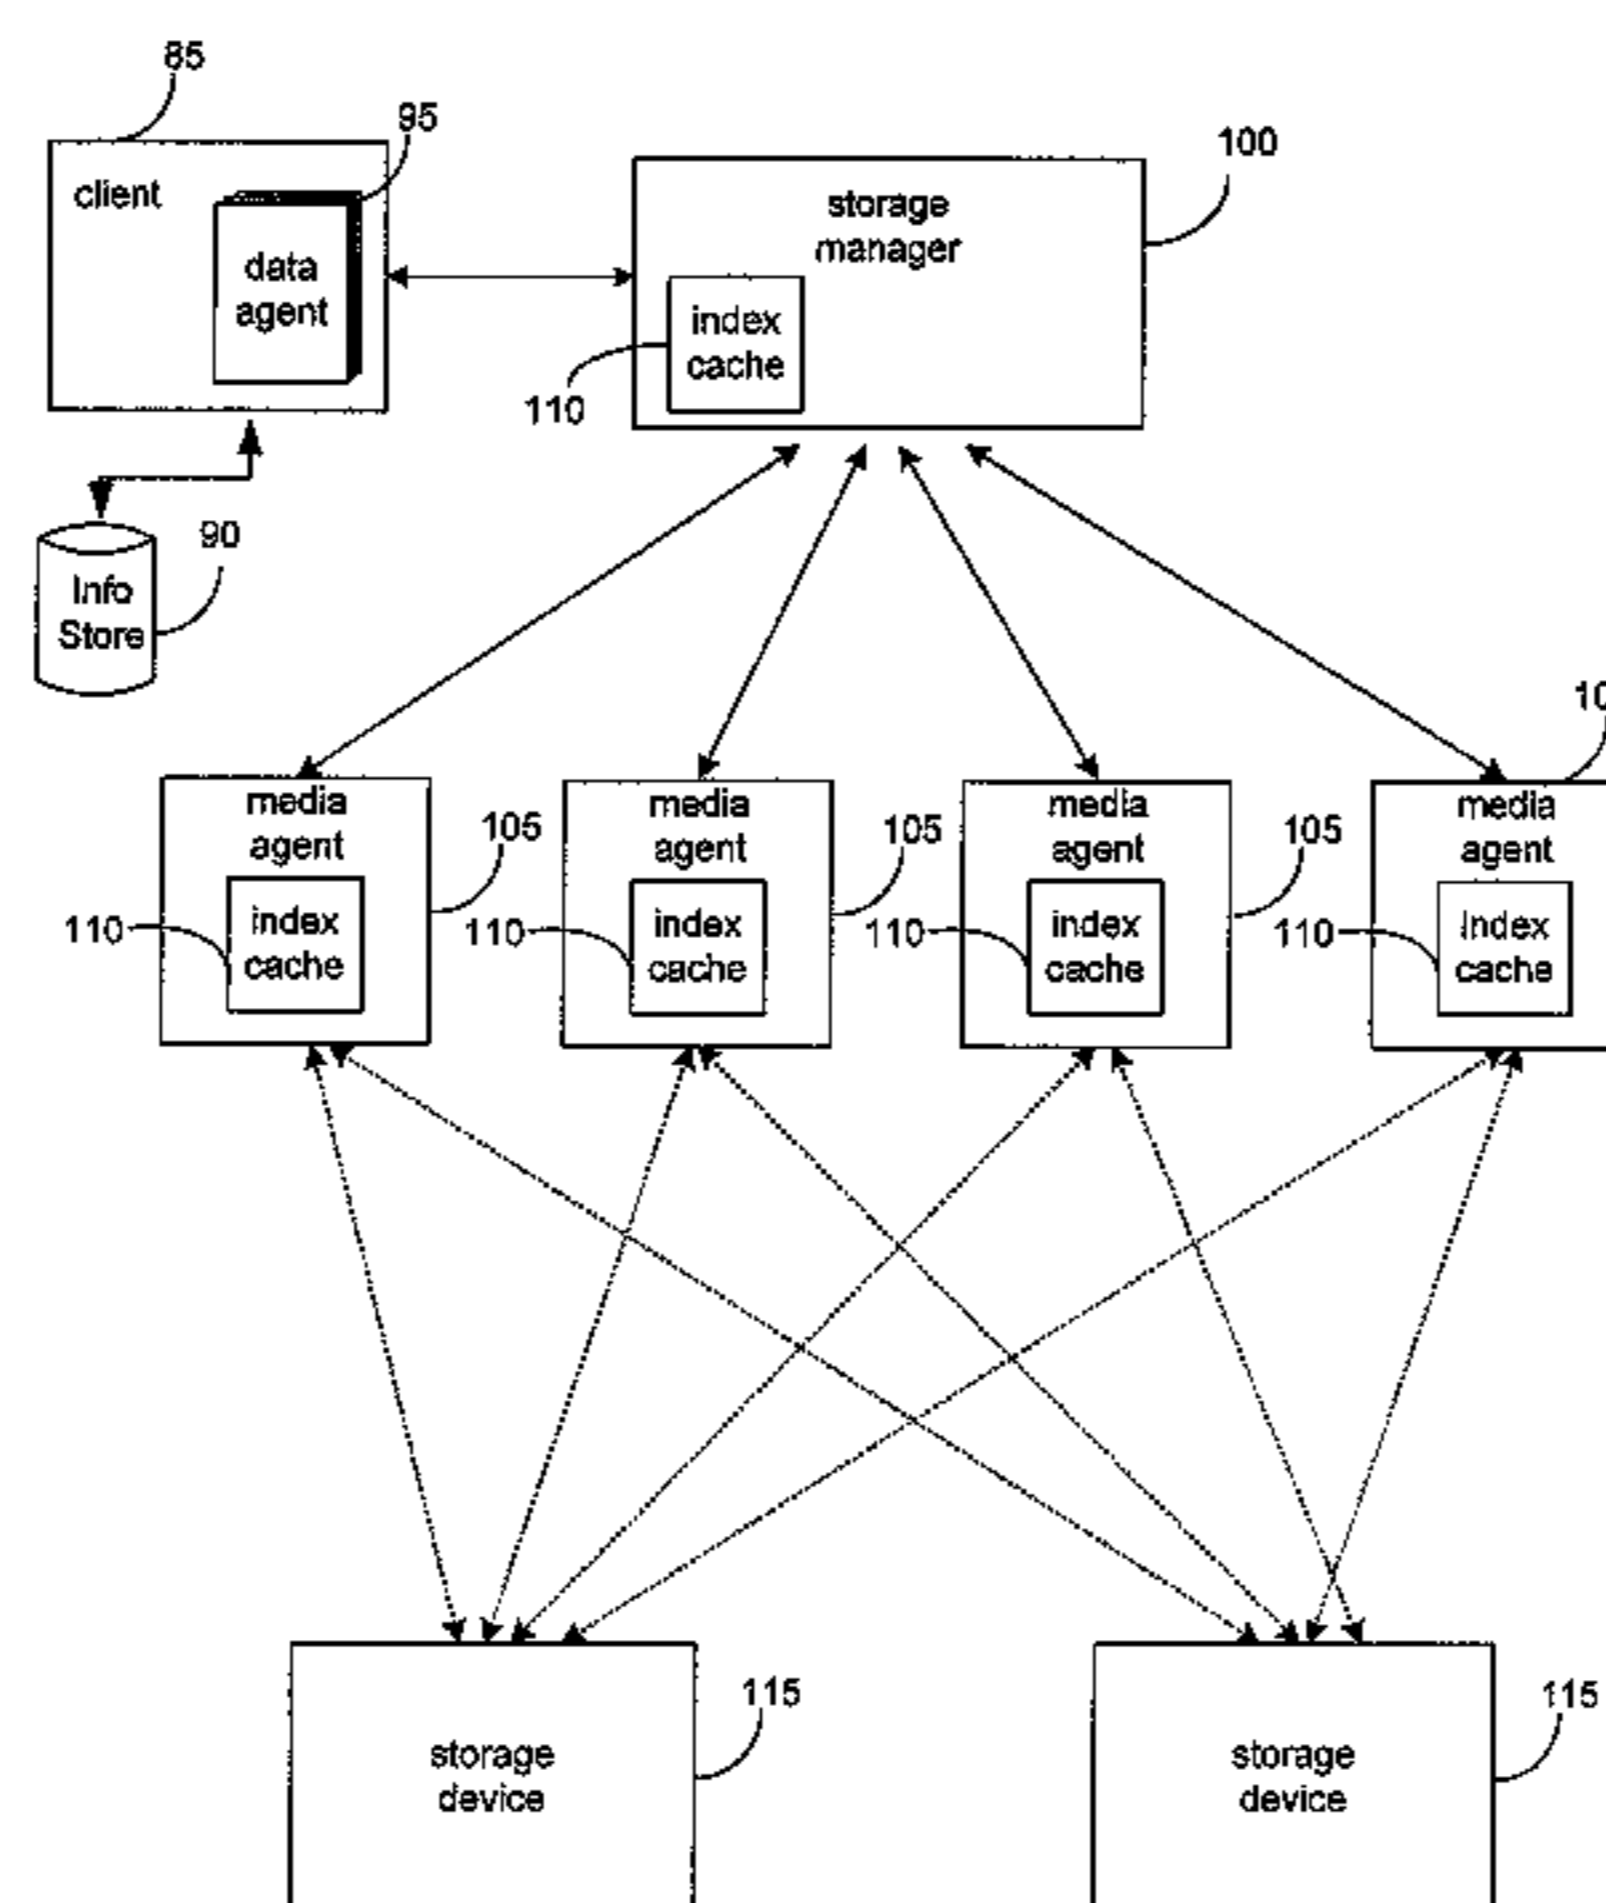 85
95
100
client
storage
manager
data
agent
index
cache
110
90
Info
Store
10
media
agent
105
index
cache
110
media
agent
105
index
cache
110
media
agent
105
index
cache
110
media
agent
index
cache
110
115
storage
device
115
storage
device